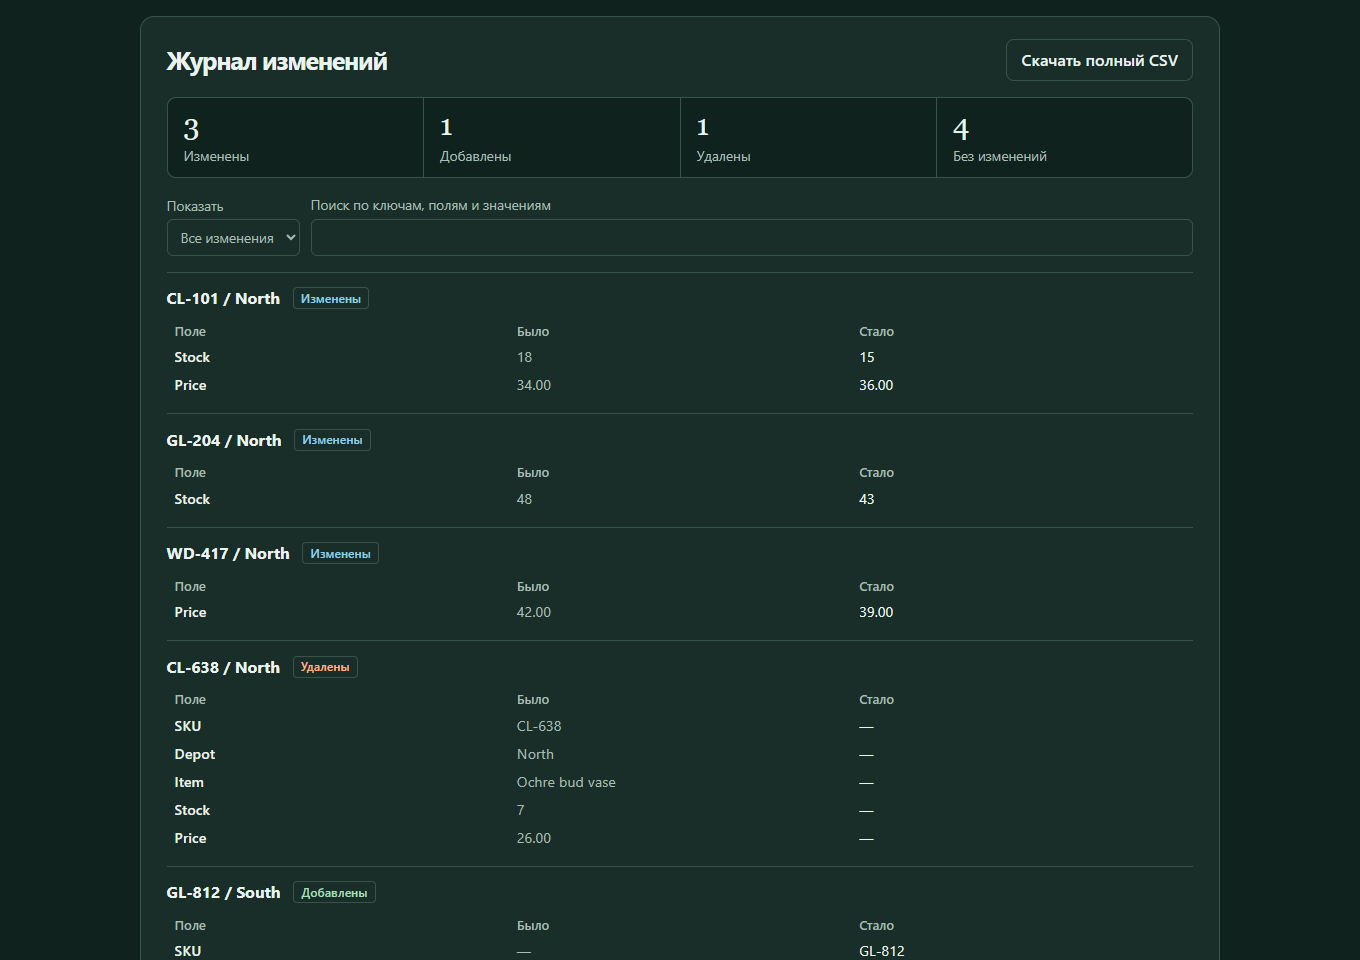 Журнал изменений
Скачать полный CSV
3
Изменены
1
Добавлены
1
Удалены
4
Без изменений
Показать
Все изменения
Поиск по ключам, полям и значениям
CL-101 / North Изменены
Поле Было Стало
Stock 18 15
Price 34.00 36.00
GL-204 / North Изменены
Поле Было Стало
Stock 48 43
WD-417 / North Изменены
Поле Было Стало
Price 42.00 39.00
CL-638 / North Удалены
Поле Было Стало
SKU CL-638 —
Depot North —
Item Ochre bud vase —
Stock 7 —
Price 26.00 —
GL-812 / South Добавлены
Поле Было Стало
SKU — GL-812